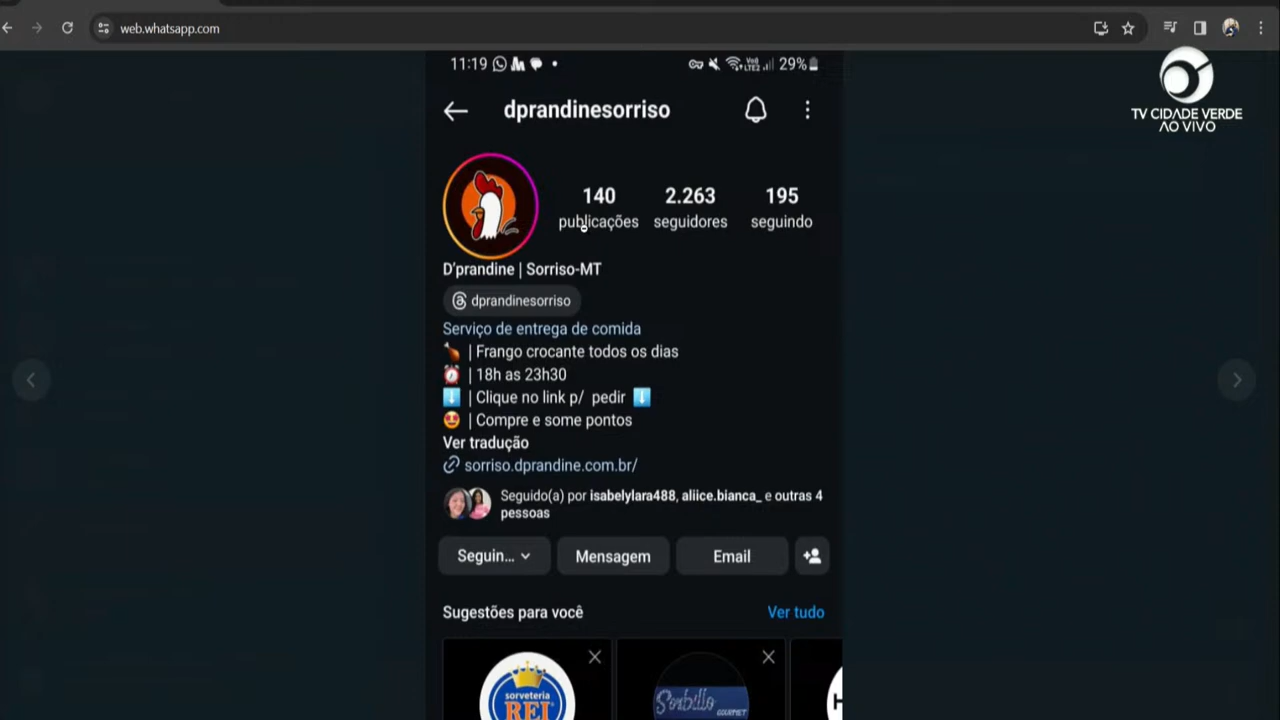 web.whatsapp.com
TV CIDADE VERDE
AO VIVO
11:19
VoD
LTE2
29%
dprandinesorriso
140
2.263
195
publicações
seguidores
seguindo
D'prandine | Sorriso-MT
dprandinesorriso
Serviço de entrega de comida
| Frango crocante todos os dias
| 18h as 23h30
| Clique no link p/ pedir
| Compre e some pontos
Ver tradução
sorriso.dprandine.com.br/
Seguido(a) por isabelylara488, aliice.bianca_ e outras 4
pessoas
Seguin...
Mensagem
Email
Sugestões para você
Ver tudo
sorveteria
REI
Sorbillo
GOURMET
H